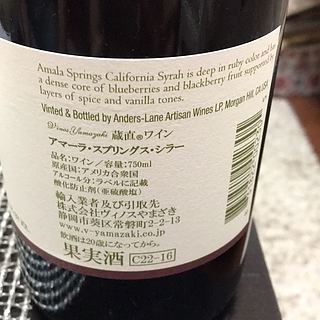 Amala Springs California Syrah is deep in ruby color and
a dense core of blueberries and blackberry fruit supported b
layers of spice and vanilla tones.
Vinted & Bottled by Anders-Lane Artisan Wines LP, Morgan Hill, CA USA
Vinos Yamazaki 蔵直®ワイン
アマーラ・スプリングス・シラー
品名:ワイン/容量:750ml
原産国:アメリカ合衆国
アルコール分:ラベルに記載
酸化防止剤(亜硫酸塩)
輸入業者及び引取先
株式会社ヴィノスやまざき
静岡市葵区常磐町2-2-13
www.v-yamazaki.co.jp
飲酒は20歳になってから。
果実酒 C22-16